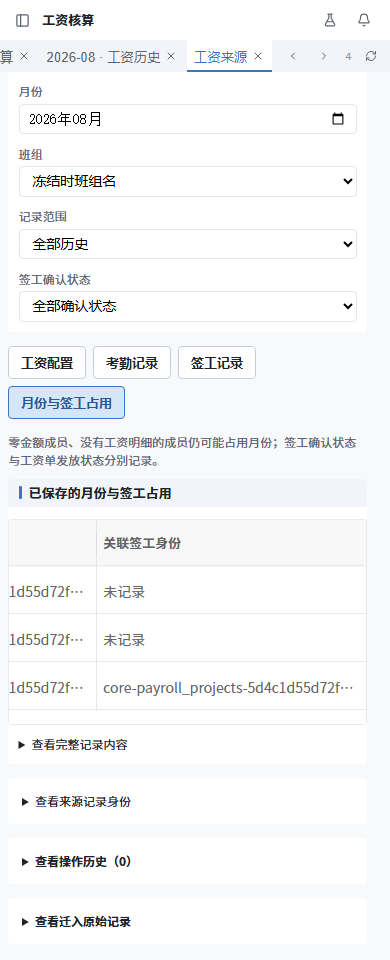 工资核算
算 × 2026-08 · 工资历史 × 工资来源 × 4
月份
2026年08月
班组
冻结时班组名
记录范围
全部历史
签工确认状态
全部确认状态
工资配置 考勤记录 签工记录
月份与签工占用
零金额成员、没有工资明细的成员仍可能占用月份；签工确认状态
与工资单发放状态分别记录。
已保存的月份与签工占用
关联签工身份
1d55d72f… 未记录
1d55d72f… 未记录
1d55d72f… core-payroll_projects-5d4c1d55d72f…
查看完整记录内容
查看来源记录身份
查看操作历史（0）
查看迁入原始记录